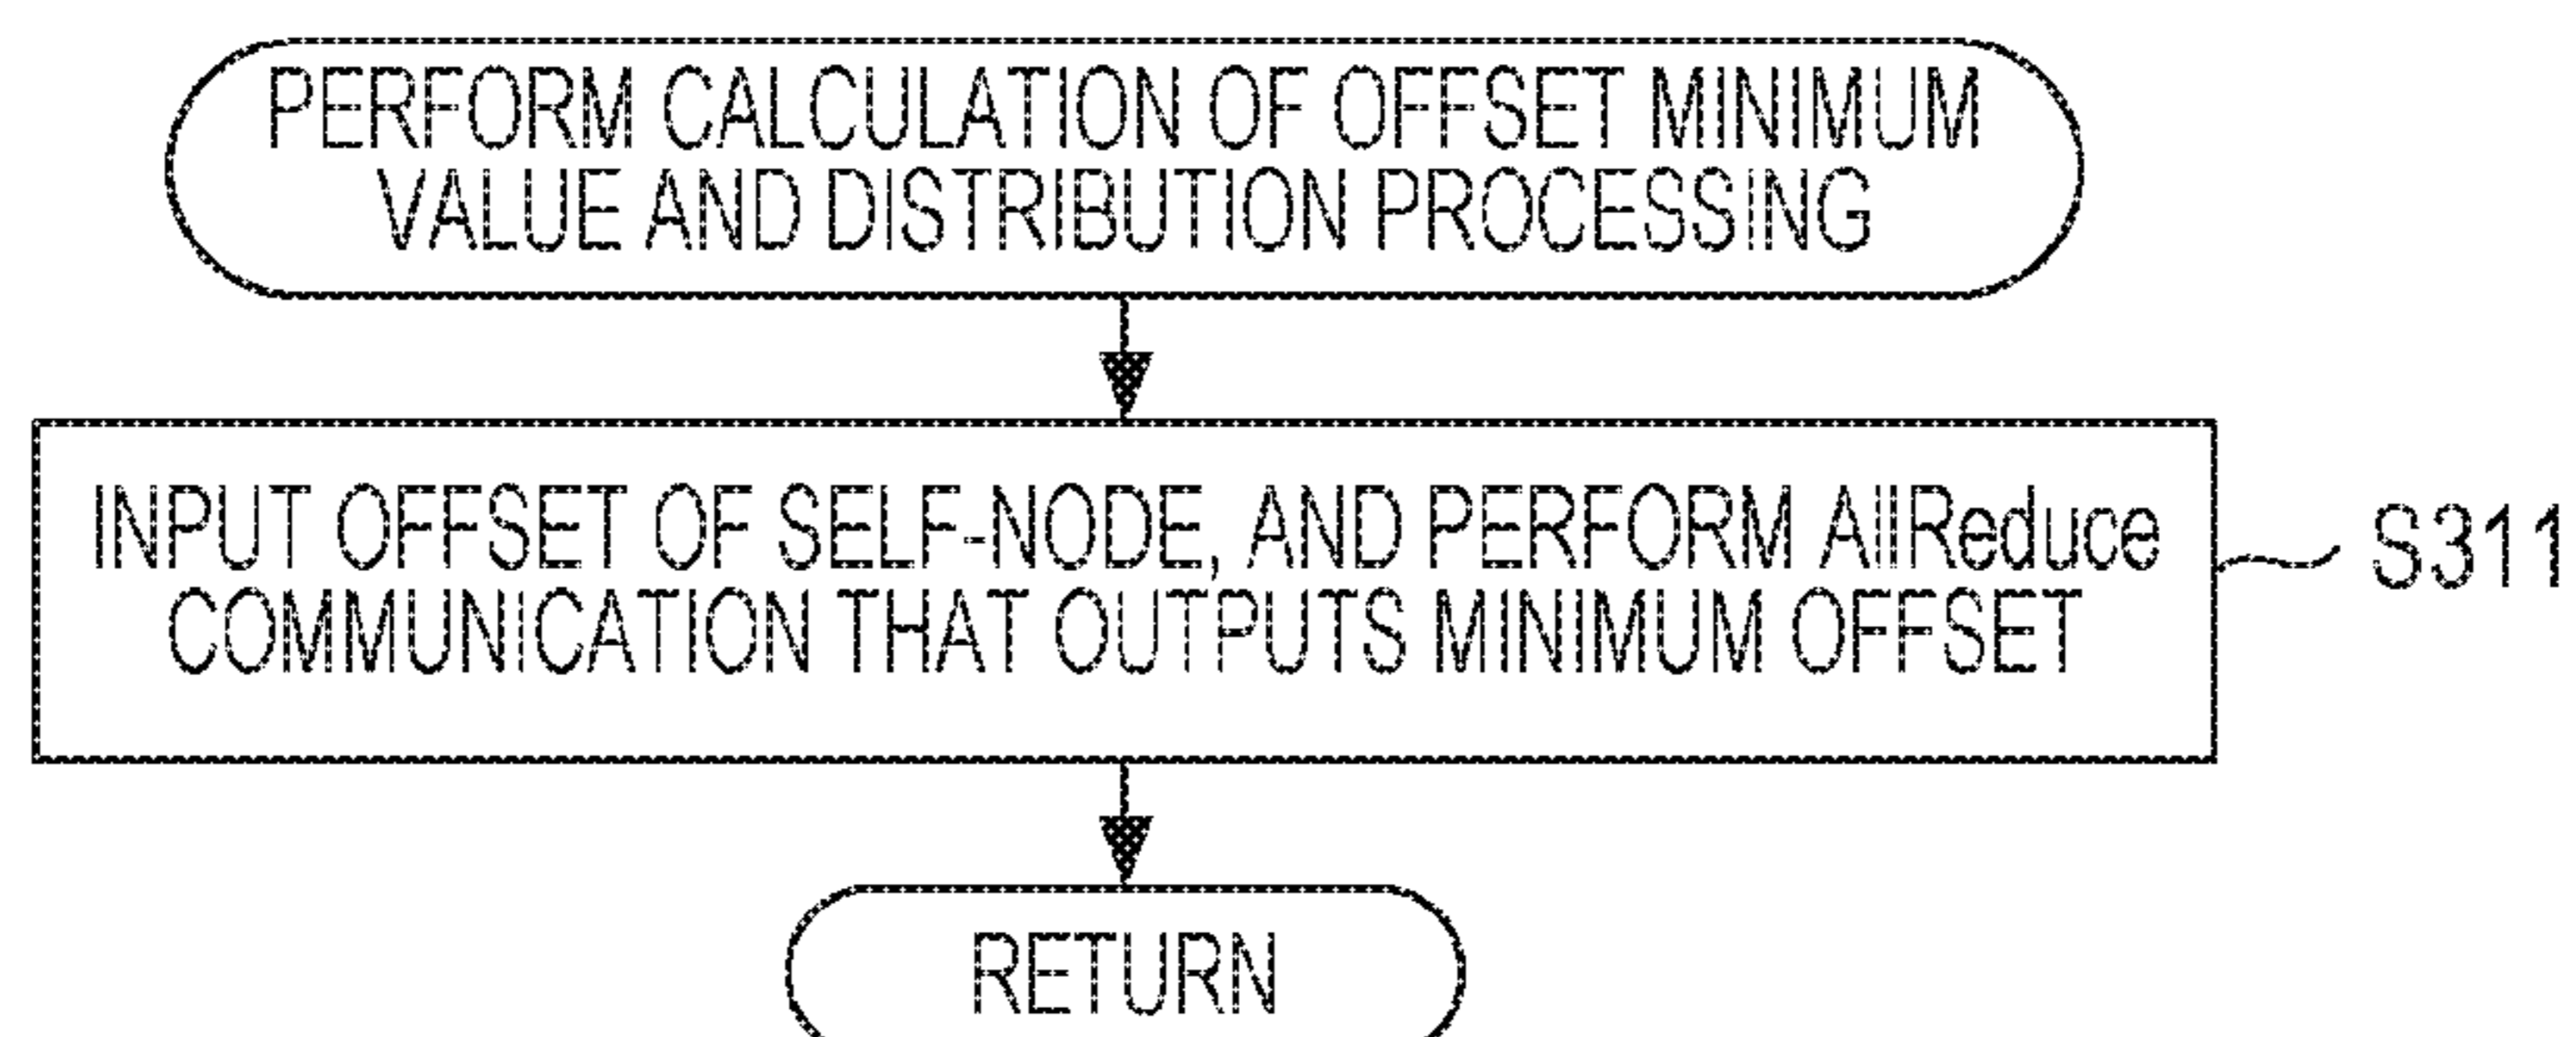 PERFORM CALCULATION OF OFFSET MINIMUM
VALUE AND DISTRIBUTION PROCESSING
INPUT OFFSET OF SELF-NODE, AND PERFORM AllReduce
COMMUNICATION THAT OUTPUTS MINIMUM OFFSET
S311
RETURN